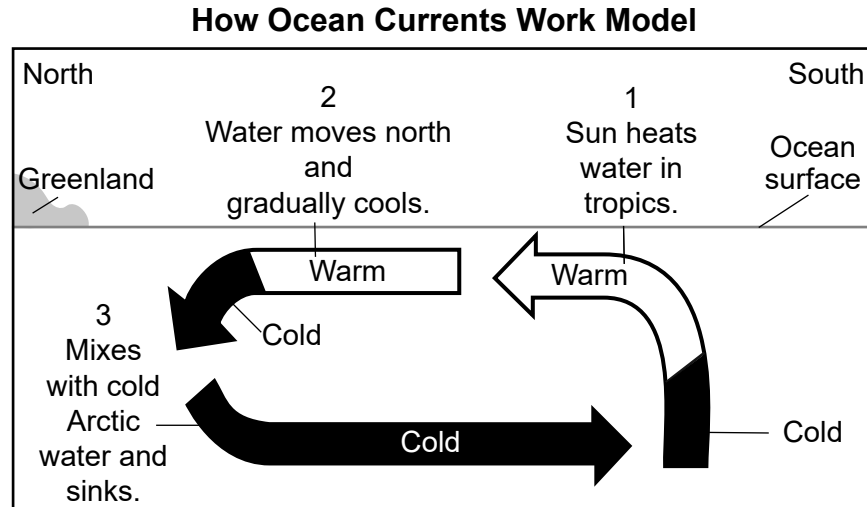 How Ocean Currents Work Model
North
South
2
Water moves north
and
gradually cools.
1
Sun heats
water in
tropics.
Ocean
surface
Greenland
Warm
Warm
Cold
3
Mixes
with cold
Arctic
water and
sinks.
Cold
Cold